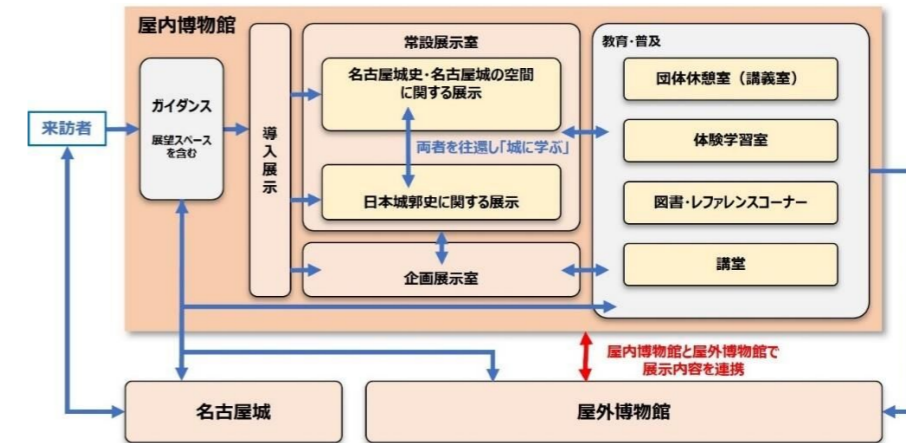 屋内博物館
来訪者
ガイダンス
展望スペース
を含む
導入展示
常設展示室
名古屋城史・名古屋城の空間
に関する展示
両者を往還し「城に学ぶ」
日本城郭史に関する展示
企画展示室
教育・普及
団体休憩室（講義室）
体験学習室
図書・レファレンスコーナー
講堂
屋内博物館と屋外博物館で
展示内容を連携
名古屋城
屋外博物館